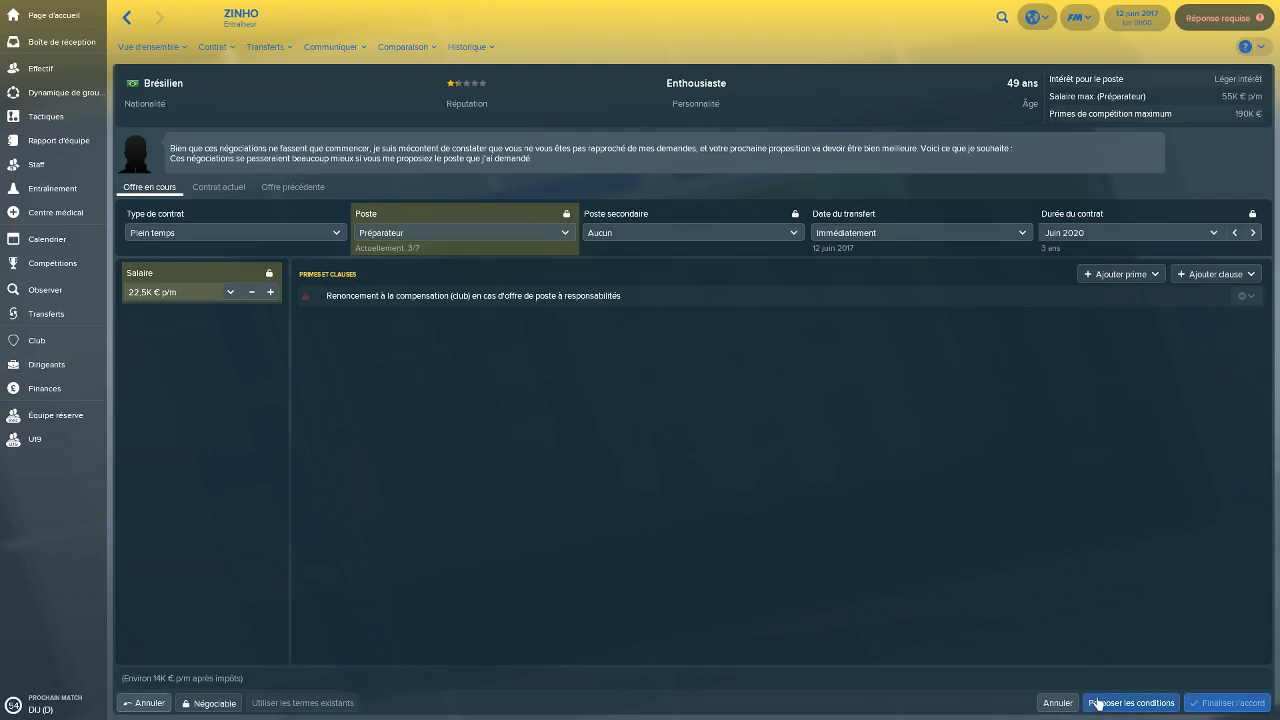 Page d'accueil
Boîte de réception
Effectif
Dynamique de grou...
Tactiques
Rapport d'équipe
Staff
Entraînement
Centre médical
Calendrier
Compétitions
Observer
Transferts
Club
Dirigeants
Finances
Équipe réserve
U19
54
PROCHAIN MATCH
DIJ (D)
ZINHO
Entraîneur
FM
12 juin 2017
lun 0h00
Réponse requise
Vue d'ensemble
Contrat
Transferts
Communiquer
Comparaison
Historique
?
Brésilien
Nationalité
Réputation
Enthousiaste
Personnalité
49 ans
Âge
Intérêt pour le poste
Léger intérêt
Salaire max. (Préparateur)
55K € p/m
Primes de compétition maximum
190K €
Bien que ces négociations ne fassent que commencer, je suis mécontent de constater que vous ne vous êtes pas rapproché de mes demandes, et votre prochaine proposition va devoir être bien meilleure. Voici ce que je souhaite :
Ces négociations se passeraient beaucoup mieux si vous me proposiez le poste que j'ai demandé
Offre en cours
Contrat actuel
Offre précédente
Type de contrat
Plein temps
Poste
Préparateur
Actuellement 3/7
Poste secondaire
Aucun
Date du transfert
Immédiatement
12 juin 2017
Durée du contrat
Juin 2020
3 ans
Salaire
22,5K € p/m
PRIMES ET CLAUSES
Ajouter prime
Ajouter clause
Renoncement à la compensation (club) en cas d'offre de poste à responsabilités
(Environ 14K € p/m après impôts)
Annuler
Négociable
Utiliser les termes existants
Annuler
les conditions
Finaliser l'accord